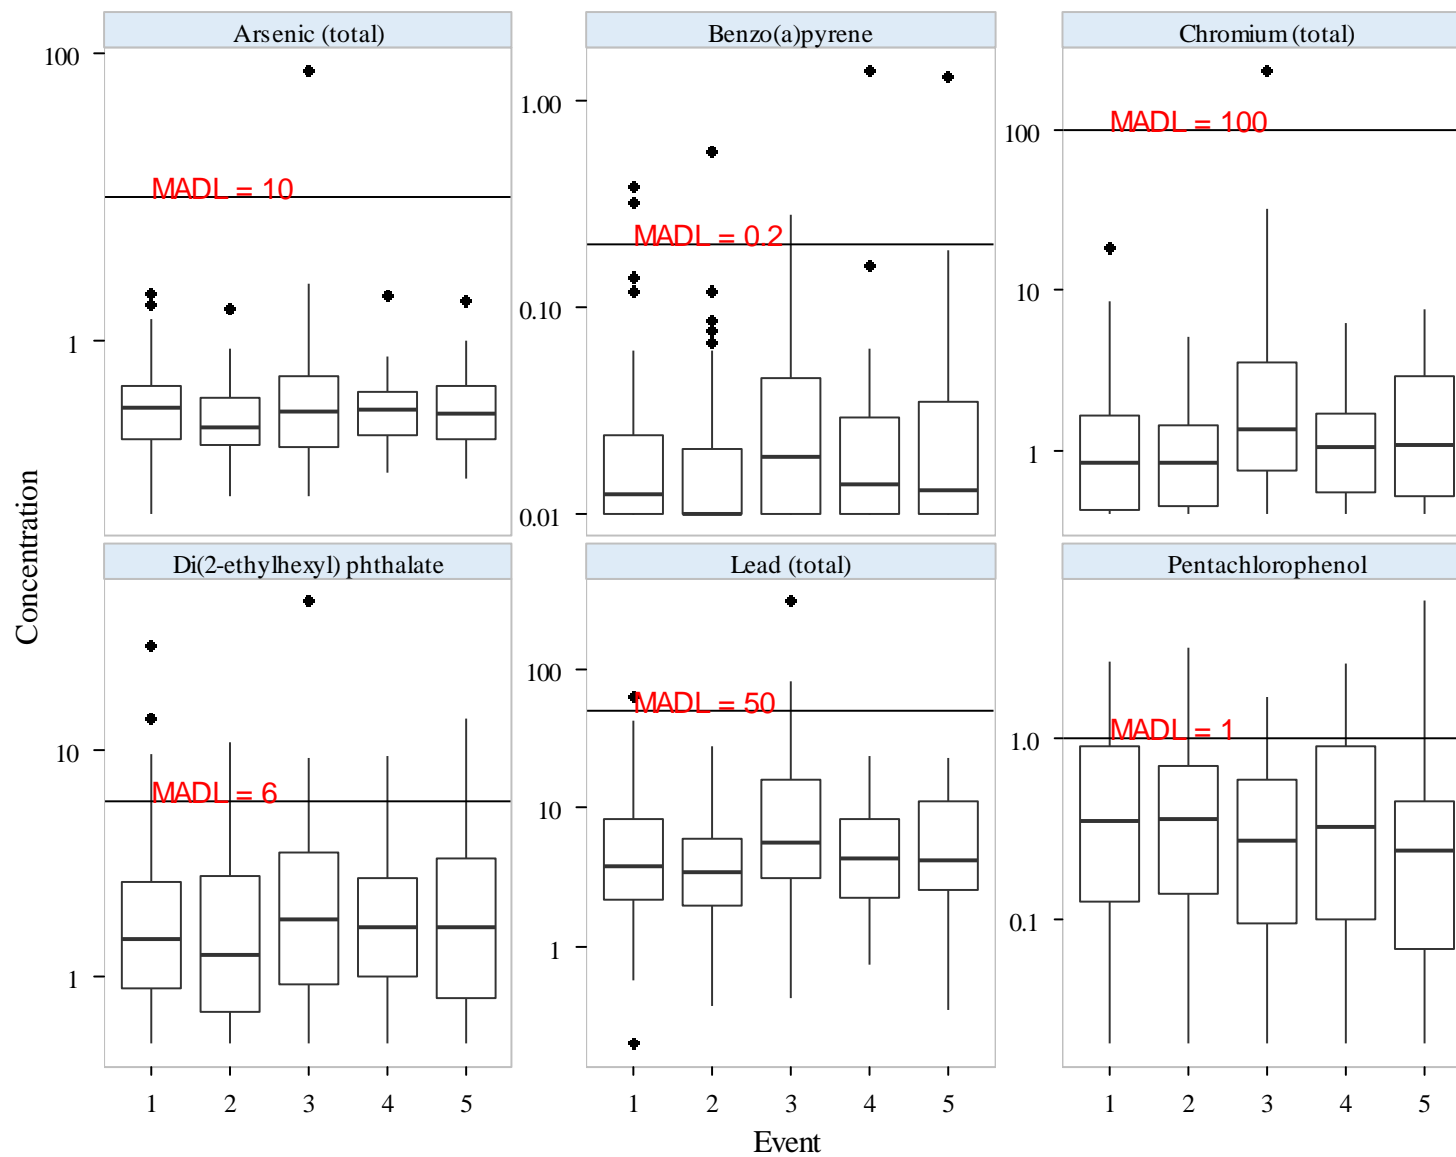 Arsenic (total)
Benzo(a)pyrene
Chromium (total)
100
1
MADL = 10
1.00
0.10
0.01
MADL = 0.2
100
10
1
MADL = 100
Concentration
Di(2-ethylhexyl) phthalate
Lead (total)
Pentachlorophenol
10
1
MADL = 6
100
10
1
MADL = 50
1.0
0.1
MADL = 1
1 2 3 4 5
1 2 3 4 5
1 2 3 4 5
Event